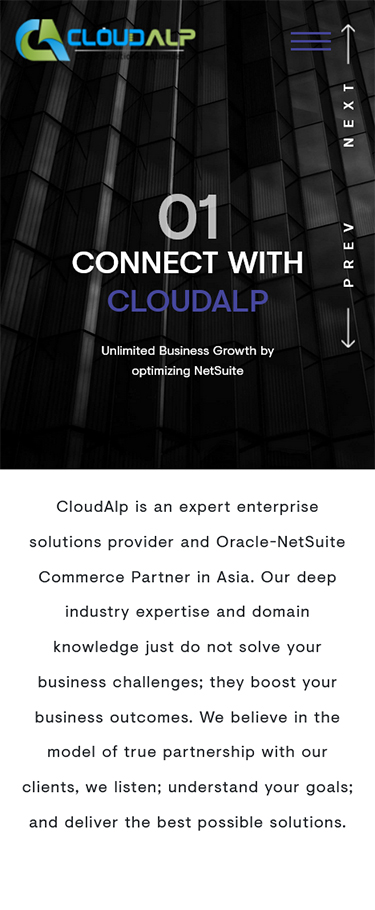 CLOUDALP
NEXT
PREV
01
CONNECT WITH
CLOUDALP
Unlimited Business Growth by
optimizing NetSuite
CloudAlp is an expert enterprise
solutions provider and Oracle-NetSuite
Commerce Partner in Asia. Our deep
industry expertise and domain
knowledge just do not solve your
business challenges; they boost your
business outcomes. We believe in the
model of true partnership with our
clients, we listen; understand your goals;
and deliver the best possible solutions.